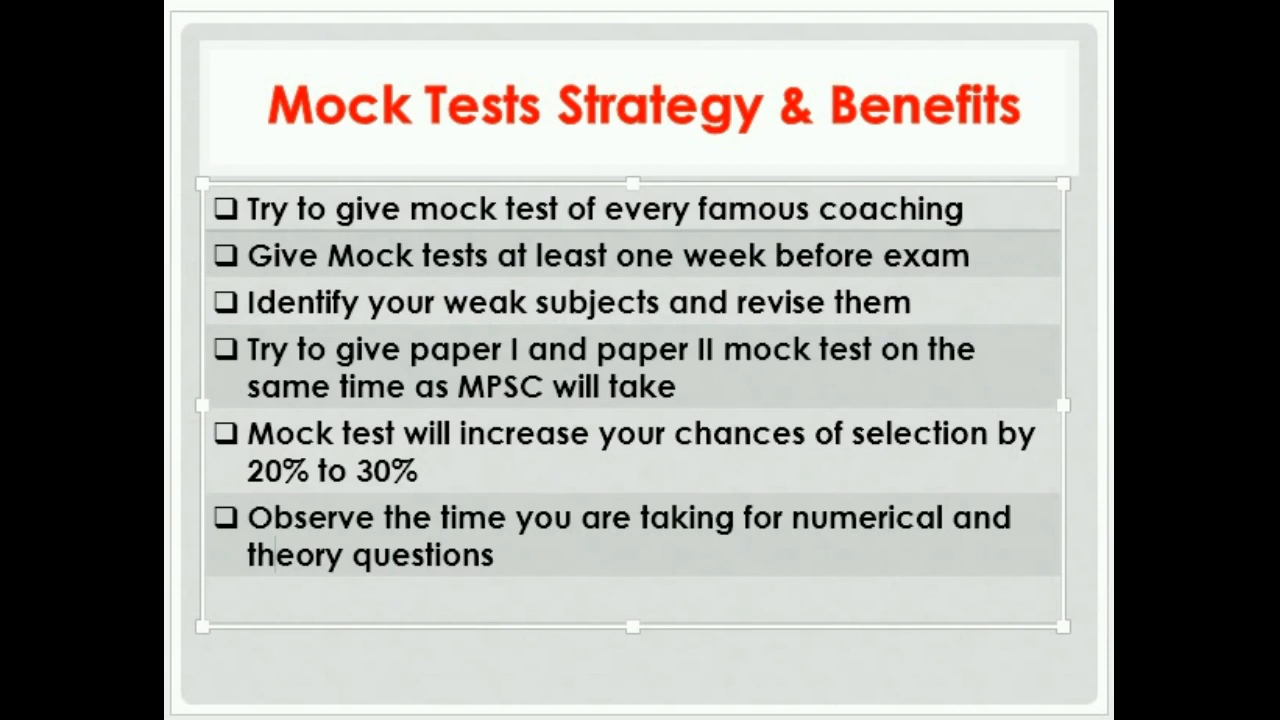 Mock Tests Strategy & Benefits
❑ Try to give mock test of every famous coaching
❑ Give Mock tests at least one week before exam
❑ Identify your weak subjects and revise them
❑ Try to give paper I and paper II mock test on the
same time as MPSC will take
❑ Mock test will increase your chances of selection by
20% to 30%
❑ Observe the time you are taking for numerical and
theory questions